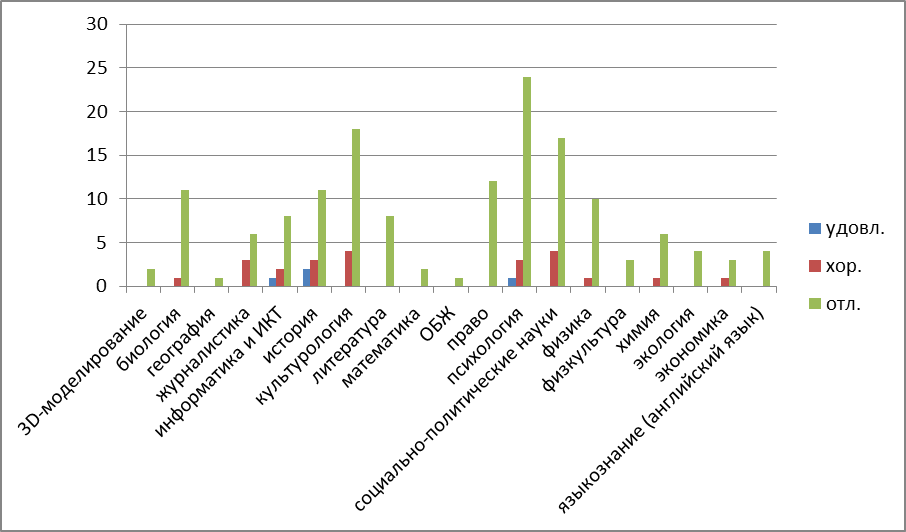 30
25
20
15
10
5
0
3D-моделирование
биология
география
журналистика
информатика и ИКТ
история
культурология
литература
математика
ОБЖ
право
психология
социально-политические науки
физика
физкультура
химия
экология
экономика
языкознание (английский язык)
удовл.
хор.
отл.